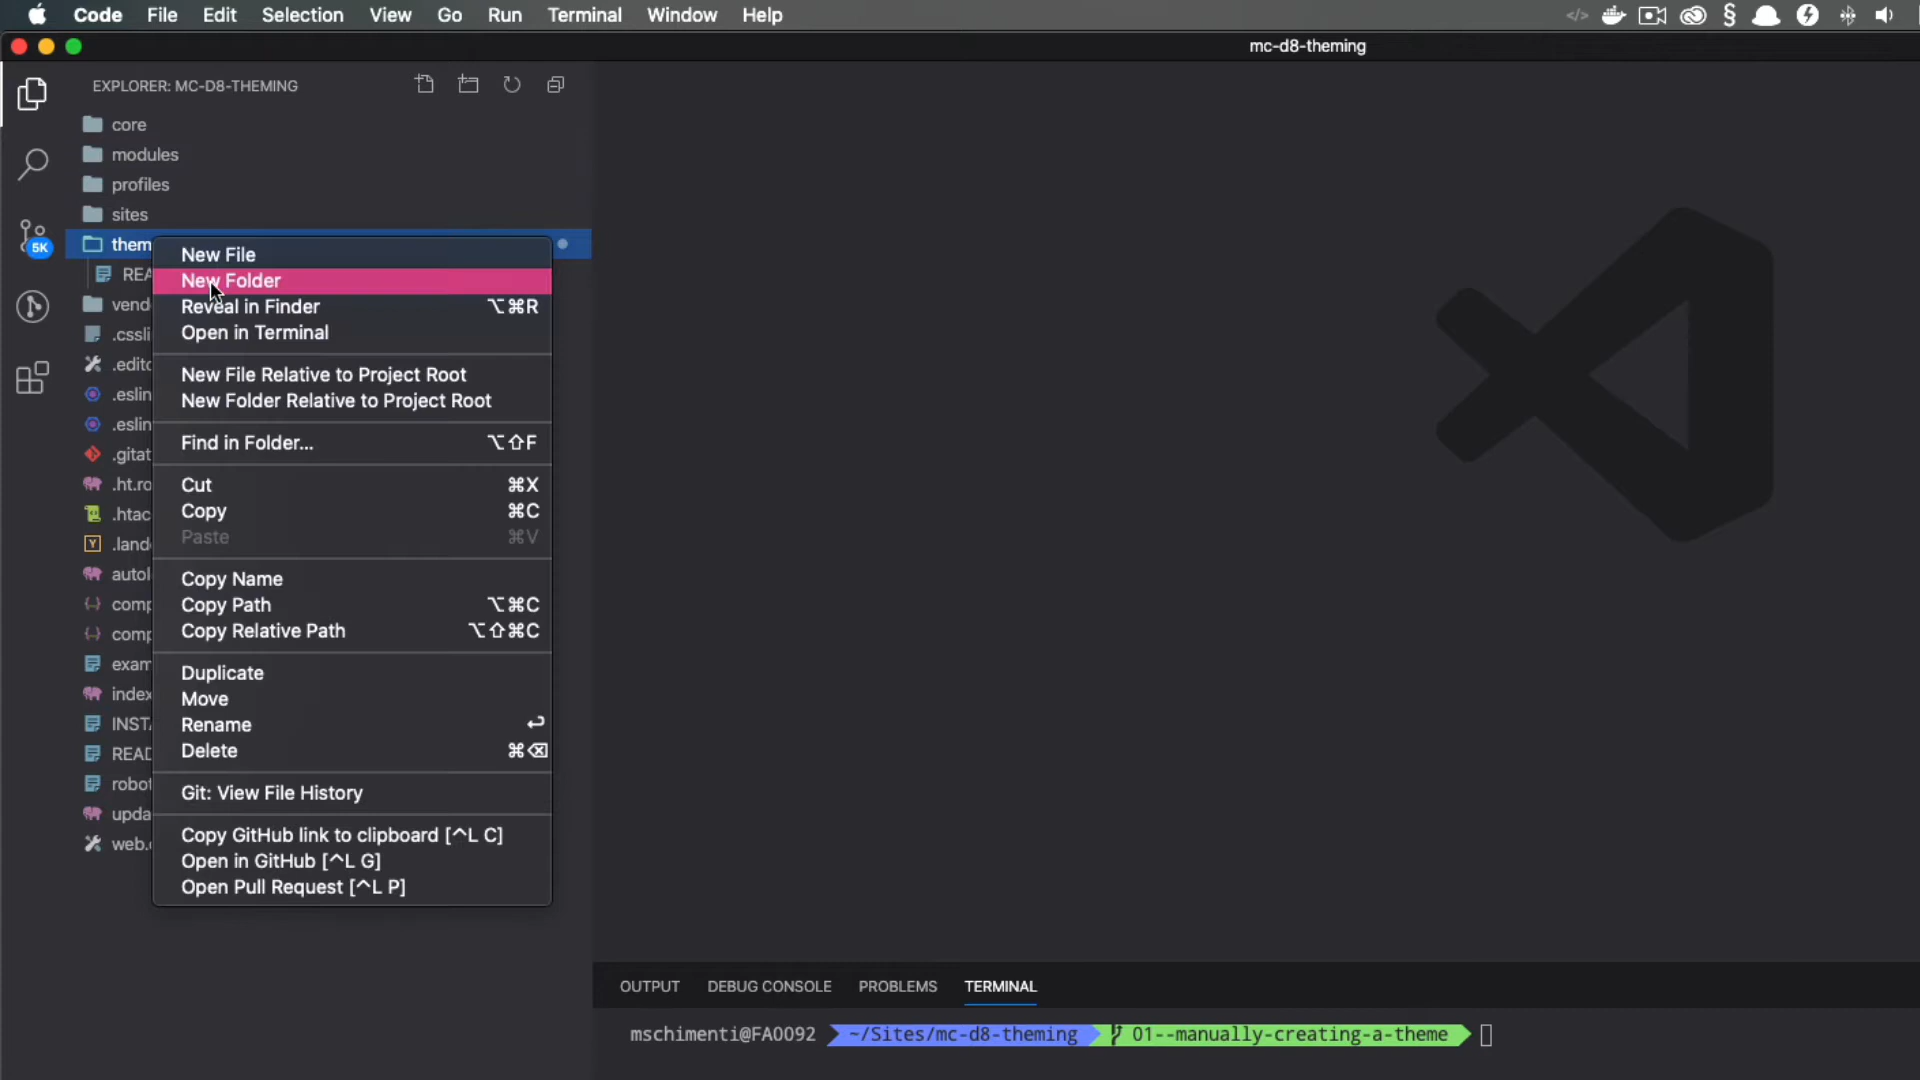 Code File Edit Selection View Go Run Terminal Window Help
mc-d8-theming
EXPLORER: MC-D8-THEMING
core
modules
profiles
sites
them
REA
vend
.cssli
.edito
.eslin
.eslin
.gitat
.ht.ro
.htac
.land
autol
comp
comp
exam
index
INST
READ
robot
upda
web.c
5K
New File
New Folder
Reveal in Finder ⌥⌘R
Open in Terminal
New File Relative to Project Root
New Folder Relative to Project Root
Find in Folder... ⌥⇧F
Cut ⌘X
Copy ⌘C
Paste ⌘V
Copy Name
Copy Path ⌥⌘C
Copy Relative Path ⌥⇧⌘C
Duplicate
Move
Rename ↩
Delete ⌘⌫
Git: View File History
Copy GitHub link to clipboard [^L C]
Open in GitHub [^L G]
Open Pull Request [^L P]
OUTPUT DEBUG CONSOLE PROBLEMS TERMINAL
mschimenti@FA0092 ~/Sites/mc-d8-theming 01--manually-creating-a-theme